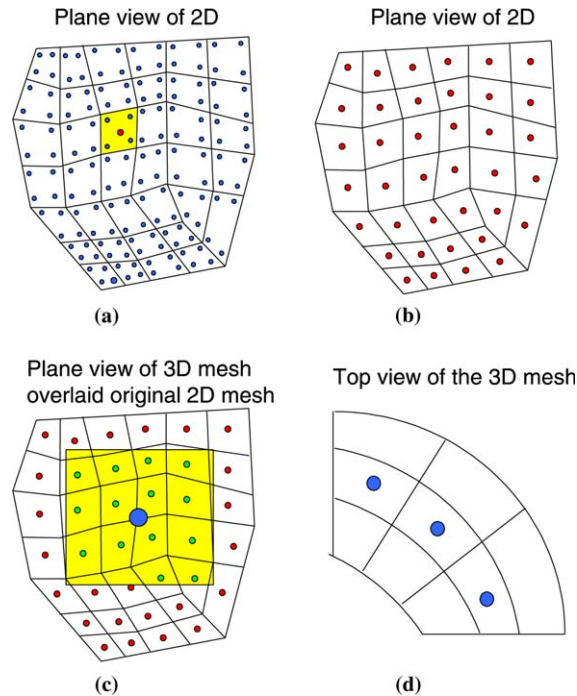 Plane view of 2D
Plane view of 2D
(a)
(b)
Plane view of 3D mesh
overlaid original 2D mesh
Top view of the 3D mesh
(c)
(d)